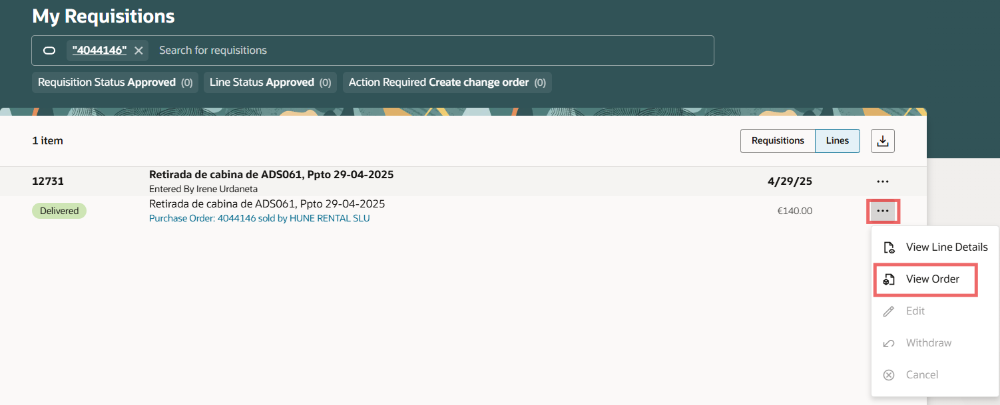 My Requisitions
"4044146" Search for requisitions
Requisition Status Approved (0) Line Status Approved (0) Action Required Create change order (0)
1 item Requisitions Lines
12731 Retirada de cabina de ADS061, Ppto 29-04-2025 4/29/25
Entered By Irene Urdaneta
Delivered Retirada de cabina de ADS061, Ppto 29-04-2025 €140.00
Purchase Order: 4044146 sold by HUNE RENTAL SLU
View Line Details
View Order
Edit
Withdraw
Cancel